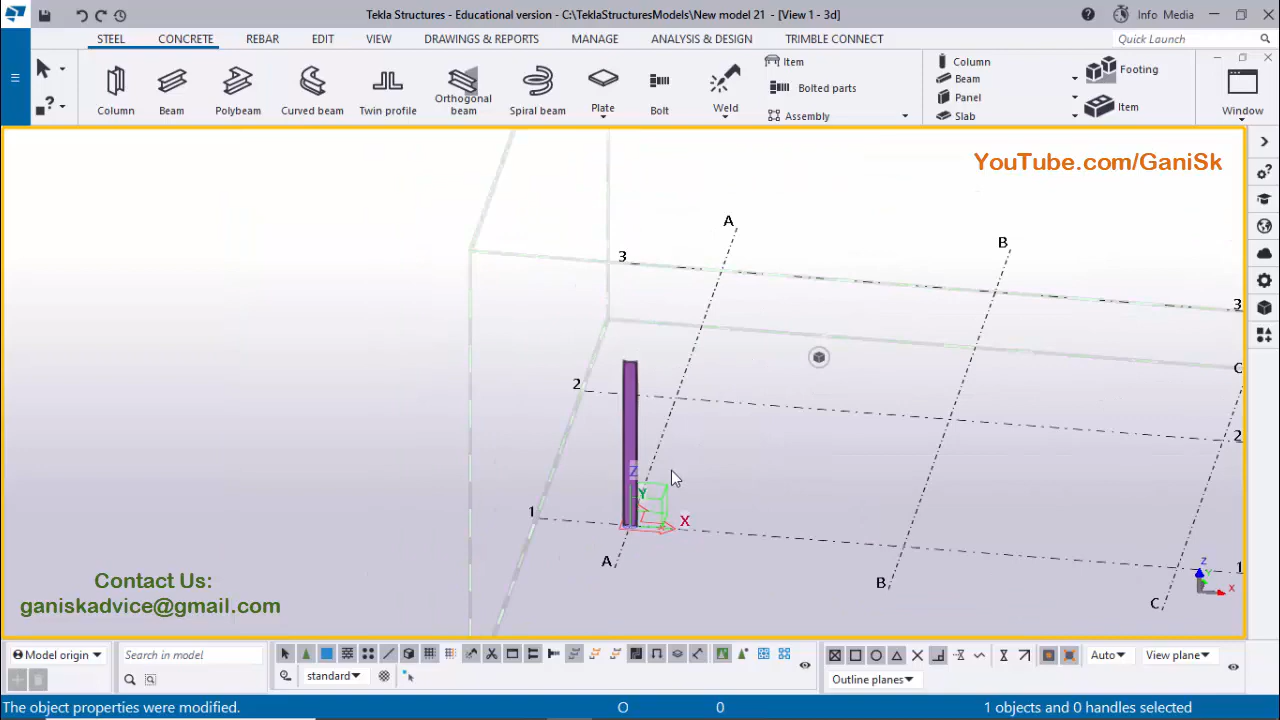 Tekla Structures - Educational version - C:\TeklaStructuresModels\New model 21 - [View 1 - 3d]
Info Media
STEEL CONCRETE REBAR EDIT VIEW DRAWINGS & REPORTS MANAGE ANALYSIS & DESIGN TRIMBLE CONNECT Quick Launch
Column Beam Polybeam Curved beam Twin profile Orthogonal beam Spiral beam Plate Bolt Weld
Item
Bolted parts
Assembly
Column
Beam
Panel
Slab
Footing
Item
Window
YouTube.com/GaniSk
A
B
3
3
C
2
2
Z
Y
X
1
1
A
B
C
Z
Y
X
Contact Us:
ganiskadvice@gmail.com
Model origin
Search in model
standard
Auto
View plane
Outline planes
The object properties were modified. O 0 1 objects and 0 handles selected